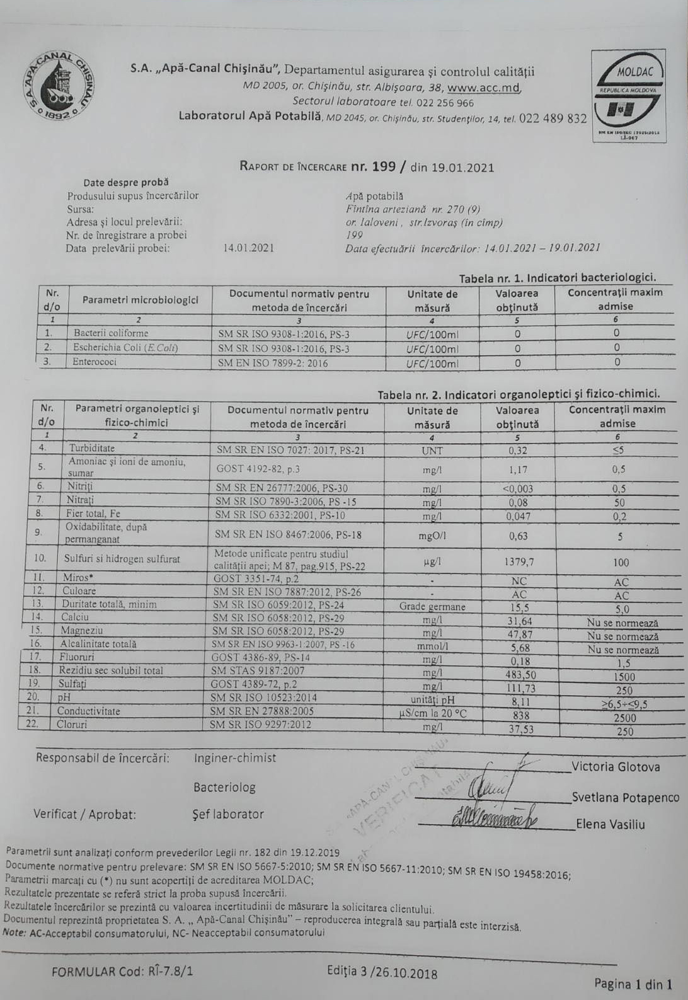 S.A. APA-CANAL CHISINAU
1892
S.A. „Apă-Canal Chişinău”, Departamentul asigurarea şi controlul calităţii
MD 2005, or. Chişinău, str. Albişoara, 38, www.acc.md,
Sectorul laboratoare tel. 022 256 966
Laboratorul Apă Potabilă, MD 2045, or. Chişinău, str. Studenţilor, 14, tel. 022 489 832
MOLDAC
REPUBLICA MOLDOVA
SM EN ISO/IEC 17025:2018
LÎ-067
RAPORT DE ÎNCERCARE nr. 199 / din 19.01.2021
Date despre probă
Produsului supus încercărilor Apă potabilă
Sursa: Fîntîna arteziană nr. 270 (9)
Adresa şi locul prelevării: or. Ialoveni , str.Izvoraş (în cîmp)
Nr. de înregistrare a probei 199
Data prelevării probei: 14.01.2021 Data efectuării încercărilor: 14.01.2021 – 19.01.2021
Tabela nr. 1. Indicatori bacteriologici.
Nr. d/o Parametri microbiologici Documentul normativ pentru metoda de încercări Unitate de măsură Valoarea obţinută Concentraţii maxim admise
1 2 3 4 5 6
1. Bacterii coliforme SM SR ISO 9308-1:2016, PS-3 UFC/100ml 0 0
2. Escherichia Coli (E.Coli) SM SR ISO 9308-1:2016, PS-3 UFC/100ml 0 0
3. Enterococi SM EN ISO 7899-2: 2016 UFC/100ml 0 0
Tabela nr. 2. Indicatori organoleptici şi fizico-chimici.
Nr. d/o Parametri organoleptici şi fizico-chimici Documentul normativ pentru metoda de încercări Unitate de măsură Valoarea obţinută Concentraţii maxim admise
1 2 3 4 5 6
4. Turbiditate SM SR EN ISO 7027: 2017, PS-21 UNT 0,32 ≤5
5. Amoniac şi ioni de amoniu, sumar GOST 4192-82, p.3 mg/l 1,17 0,5
6. Nitriţi SM SR EN 26777:2006, PS-30 mg/l <0,003 0,5
7. Nitraţi SM SR ISO 7890-3:2006, PS -15 mg/l 0,08 50
8. Fier total, Fe SM SR ISO 6332:2001, PS-10 mg/l 0,047 0,2
9. Oxidabilitate, după permanganat SM SR EN ISO 8467:2006, PS-18 mgO/l 0,63 5
10. Sulfuri si hidrogen sulfurat Metode unificate pentru studiul calităţii apei; M 87, pag.915, PS-22 µg/l 1379,7 100
11. Miros* GOST 3351-74, p.2 - NC AC
12. Culoare SM SR EN ISO 7887:2012, PS-26 - AC AC
13. Duritate totală, minim SM SR ISO 6059:2012, PS-24 Grade germane 15,5 5,0
14. Calciu SM SR ISO 6058:2012, PS-29 mg/l 31,64 Nu se normează
15. Magneziu SM SR ISO 6058:2012, PS-29 mg/l 47,87 Nu se normează
16. Alcalinitate totală SM SR EN ISO 9963-1:2007, PS -16 mmol/l 5,68 Nu se normează
17. Fluoruri GOST 4386-89, PS-14 mg/l 0,18 1,5
18. Rezidiu sec solubil total SM STAS 9187:2007 mg/l 483,50 1500
19. Sulfaţi GOST 4389-72, p.2 mg/l 111,73 250
20. pH SM SR ISO 10523:2014 unităţi pH 8,11 ≥6,5÷≤9,5
21. Conductivitate SM SR EN 27888:2005 µS/cm la 20 °C 838 2500
22. Cloruri SM SR ISO 9297:2012 mg/l 37,53 250
Responsabil de încercări: Inginer-chimist Victoria Glotova
Bacteriolog Svetlana Potapenco
Verificat / Aprobat: Şef laborator Elena Vasiliu
VERIFICAT
Parametrii sunt analizaţi conform prevederilor Legii nr. 182 din 19.12.2019
Documente normative pentru prelevare: SM SR EN ISO 5667-5:2010; SM SR EN ISO 5667-11:2010; SM SR EN ISO 19458:2016;
Parametrii marcaţi cu (*) nu sunt acopertiţi de acreditarea MOLDAC;
Rezultatele prezentate se referă strict la proba supusă încercării.
Rezultatele încercărilor se prezintă cu valoarea incertitudinii de măsurare la solicitarea clientului.
Documentul reprezintă proprietatea S. A. „ Apă-Canal Chişinău” – reproducerea integrală sau parţială este interzisă.
Note: AC-Acceptabil consumatorului, NC- Neacceptabil consumatorului
FORMULAR Cod: RÎ-7.8/1 Ediţia 3 /26.10.2018
Pagina 1 din 1